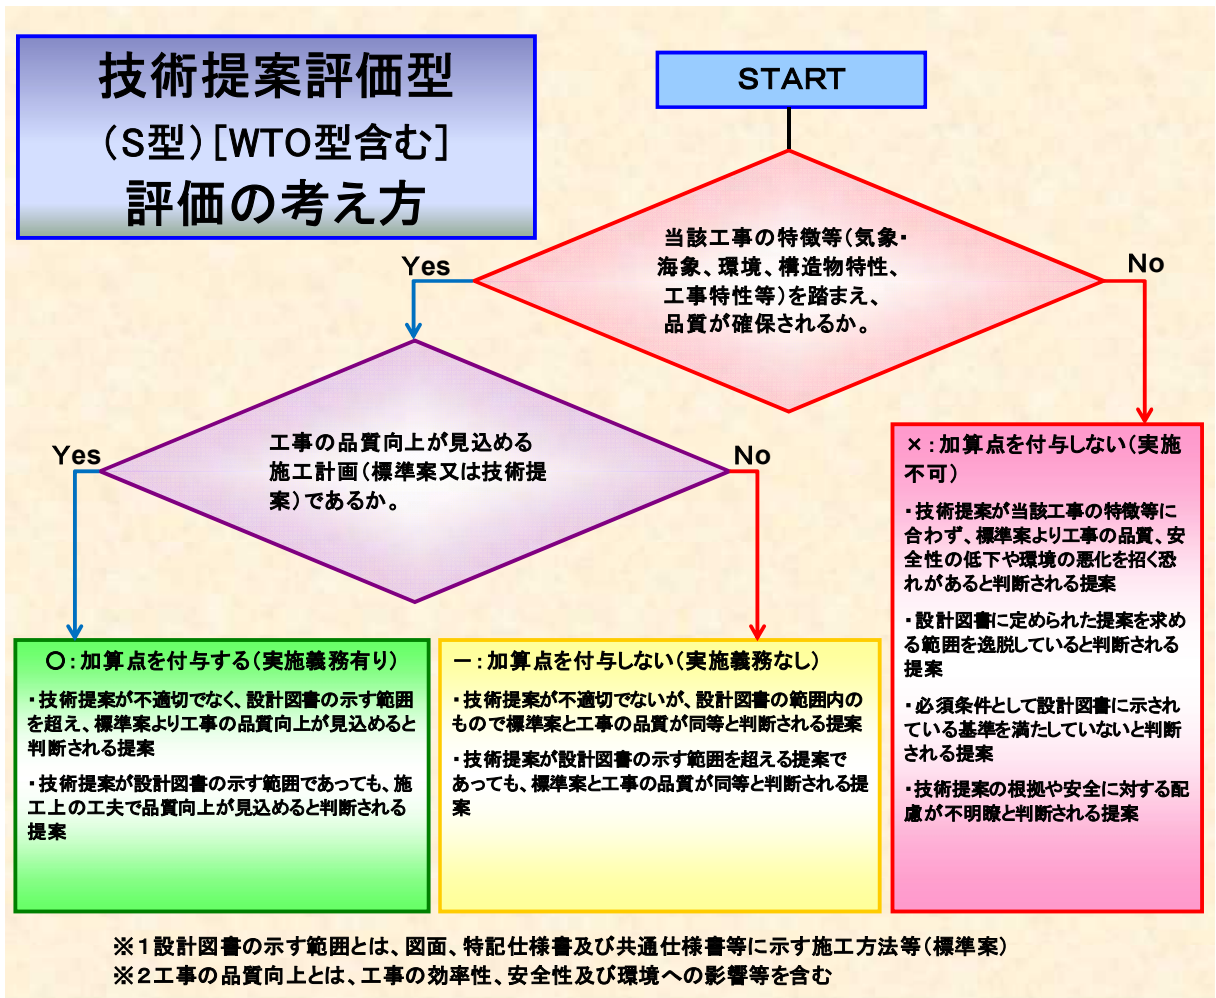 技術提案評価型
（S型）[WTO型含む]
評価の考え方
START
当該工事の特徴等（気象・
海象、環境、構造物特性、
工事特性等）を踏まえ、
品質が確保されるか。
Yes
No
工事の品質向上が見込める
施工計画（標準案又は技術提
案）であるか。
Yes
No
×：加算点を付与しない（実施
不可）
・技術提案が当該工事の特徴等に
合わず、標準案より工事の品質、安
全性の低下や環境の悪化を招く恐
れがあると判断される提案
・設計図書に定められた提案を求め
る範囲を逸脱していると判断される
提案
・必須条件として設計図書に示され
ている基準を満たしていないと判断
される提案
・技術提案の根拠や安全に対する配
慮が不明瞭と判断される提案
○：加算点を付与する（実施義務有り）
・技術提案が不適切でなく、設計図書の示す範囲
を超え、標準案より工事の品質向上が見込めると
判断される提案
・技術提案が設計図書の示す範囲であっても、施
工上の工夫で品質向上が見込めると判断される
提案
－：加算点を付与しない（実施義務なし）
・技術提案が不適切でないが、設計図書の範囲内の
もので標準案と工事の品質が同等と判断される提案
・技術提案が設計図書の示す範囲を超える提案で
あっても、標準案と工事の品質が同等と判断される提
案
※１設計図書の示す範囲とは、図面、特記仕様書及び共通仕様書等に示す施工方法等（標準案）
※２工事の品質向上とは、工事の効率性、安全性及び環境への影響等を含む